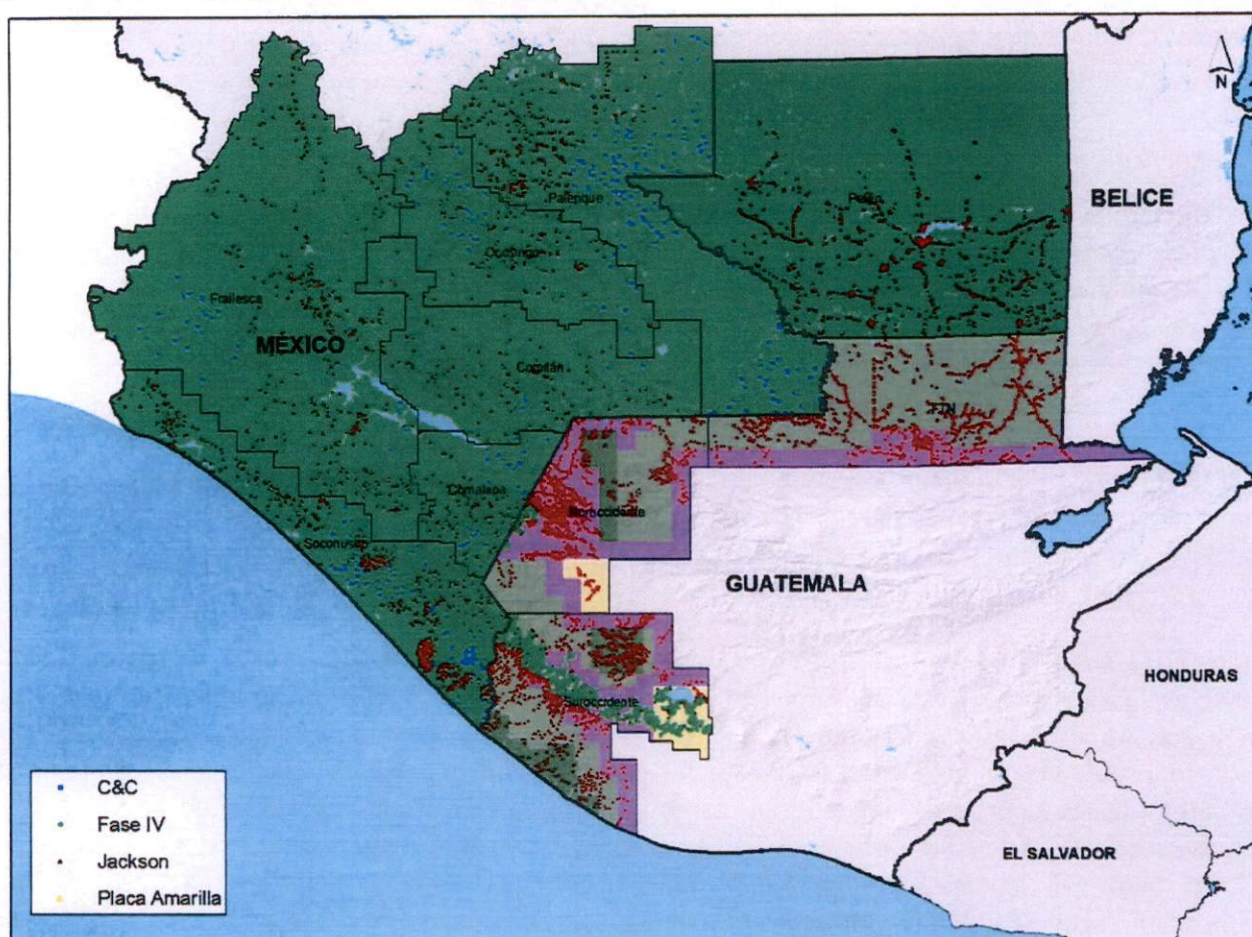 N
BELICE
Palenque
Petén
Ocosingo
Frailesca
MÉXICO
Comitán
FTN
Comalapa
Noroccidente
Soconusco
GUATEMALA
Suroccidente
HONDURAS
EL SALVADOR
C&C
Fase IV
Jackson
Placa Amarilla